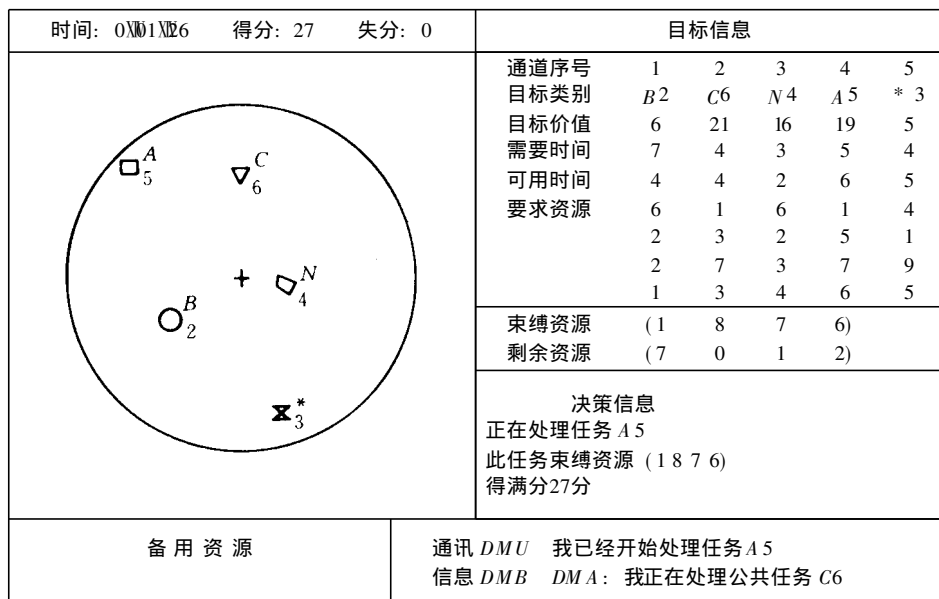 得分: 27 失分: 0
目标信息
通道序号 1 2 3 4 5
目标类别 B2 C6 N4 A5 * 3
目标价值 6 21 16 19 5
需要时间 7 4 3 5 4
可用时间 4 4 2 6 5
要求资源 6 1 6 1 4
2 3 2 5 1
2 7 3 7 9
1 3 4 6 5
束缚资源 (1 8 7 6)
剩余资源 (7 0 1 2)
A
5
C
6
N
4
B
2
*
3
决策信息
正在处理任务 A5
此任务束缚资源 (1 8 7 6)
得满分27分
备用资源
通讯 DMU 我已经开始处理任务A5
信息 DMB DMA: 我正在处理公共任务 C6